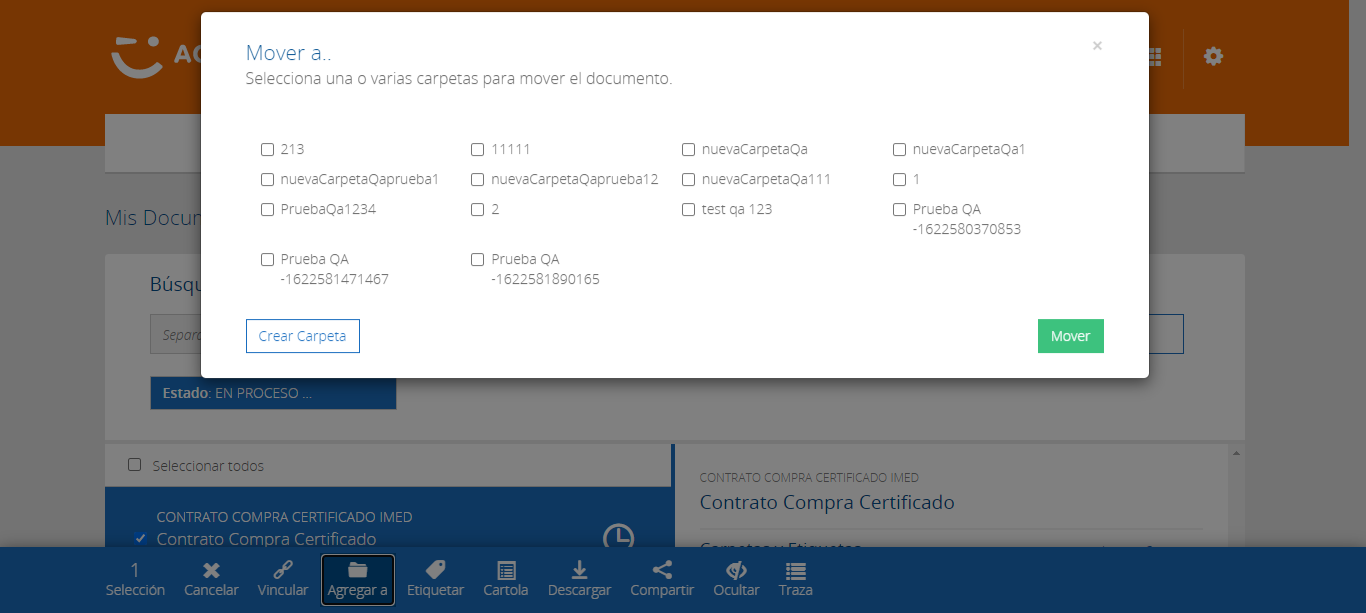 Mover a..
×
Selecciona una o varias carpetas para mover el documento.
213
11111
nuevaCarpetaQa
nuevaCarpetaQa1
nuevaCarpetaQaprueba1
nuevaCarpetaQaprueba12
nuevaCarpetaQa111
1
PruebaQa1234
2
test qa 123
Prueba QA
-1622580370853
Prueba QA
-1622581471467
Prueba QA
-1622581890165
Crear Carpeta
Mover
Mis Docu
Búsqu
Separ
Estado: EN PROCESO ...
Seleccionar todos
CONTRATO COMPRA CERTIFICADO IMED
Contrato Compra Certificado
CONTRATO COMPRA CERTIFICADO IMED
Contrato Compra Certificado
Carpetas y Etiquetas
1
Selección
Cancelar
Vincular
Agregar a
Etiquetar
Cartola
Descargar
Compartir
Ocultar
Traza